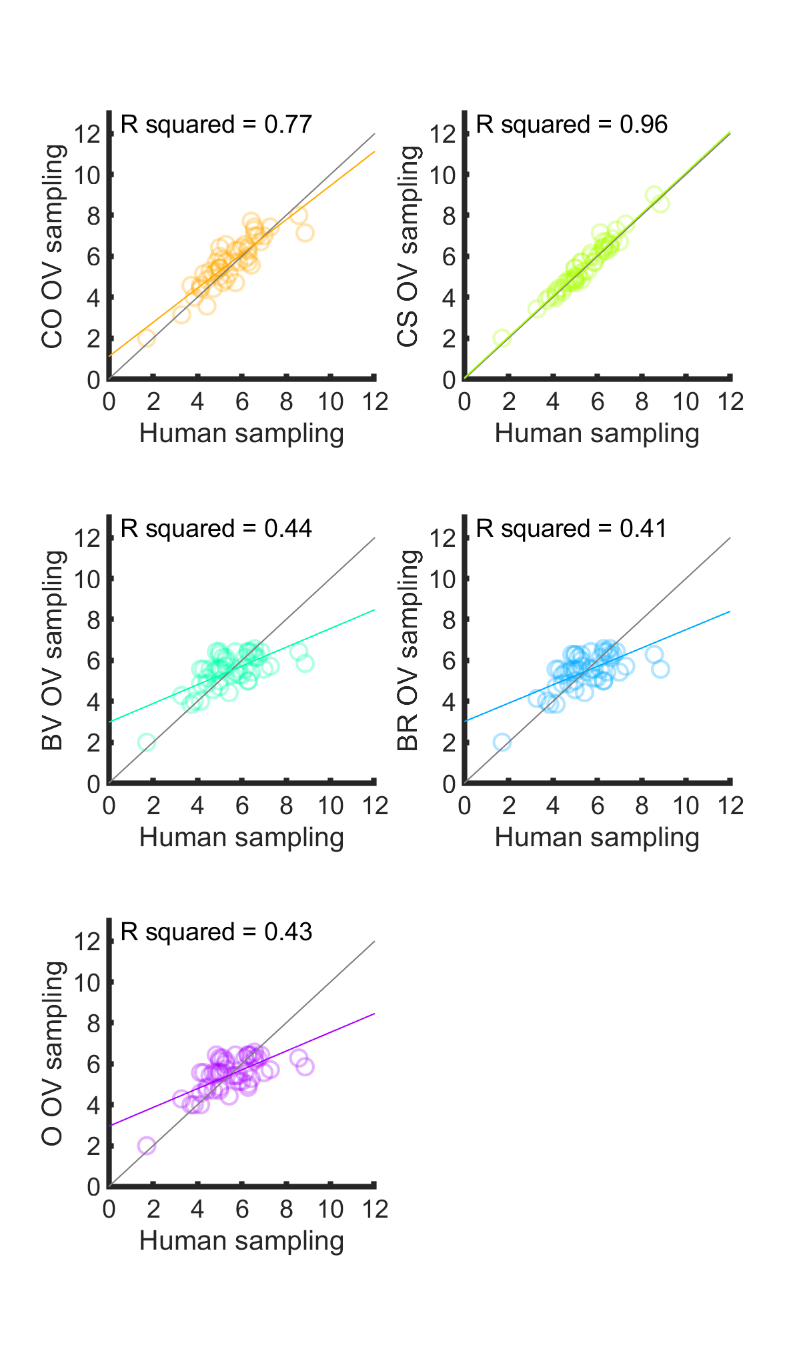 R squared = 0.77
CO OV sampling
12
10
8
6
4
2
0
0 2 4 6 8 10 12
Human sampling
R squared = 0.96
CS OV sampling
12
10
8
6
4
2
0
0 2 4 6 8 10 12
Human sampling
R squared = 0.44
BV OV sampling
12
10
8
6
4
2
0
0 2 4 6 8 10 12
Human sampling
R squared = 0.41
BR OV sampling
12
10
8
6
4
2
0
0 2 4 6 8 10 12
Human sampling
R squared = 0.43
O OV sampling
12
10
8
6
4
2
0
0 2 4 6 8 10 12
Human sampling